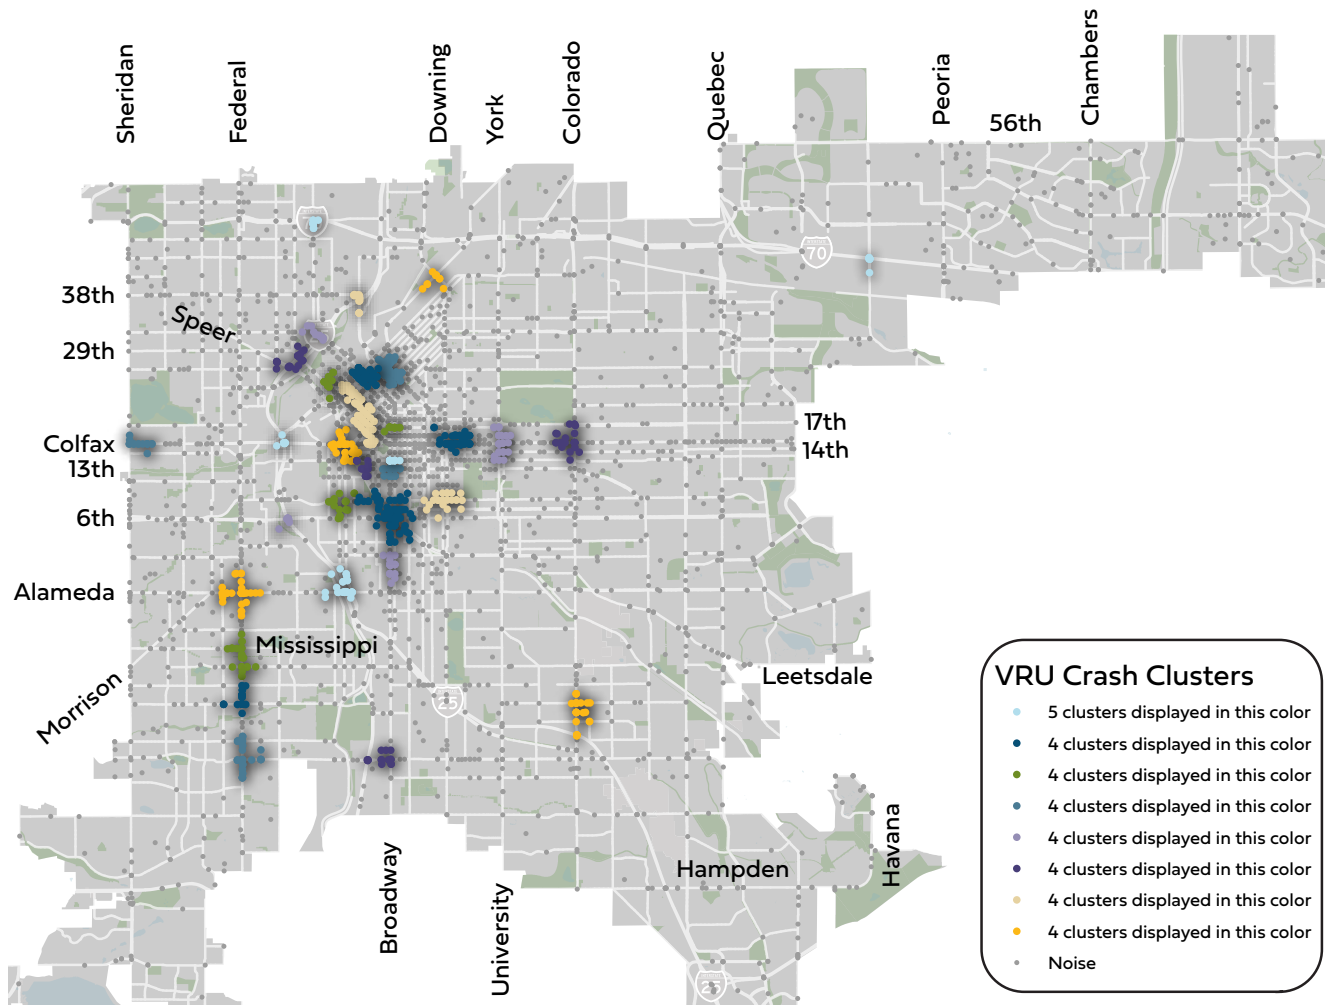 Sheridan
Federal
Downing
York
Colorado
Quebec
Peoria
Chambers
56th
70
38th
Speer
29th
17th
Colfax
14th
13th
6th
Alameda
Mississippi
Morrison
Leetsdale
25
VRU Crash Clusters
5 clusters displayed in this color
4 clusters displayed in this color
4 clusters displayed in this color
4 clusters displayed in this color
4 clusters displayed in this color
4 clusters displayed in this color
4 clusters displayed in this color
4 clusters displayed in this color
Noise
Broadway
University
Hampden
Havana
25